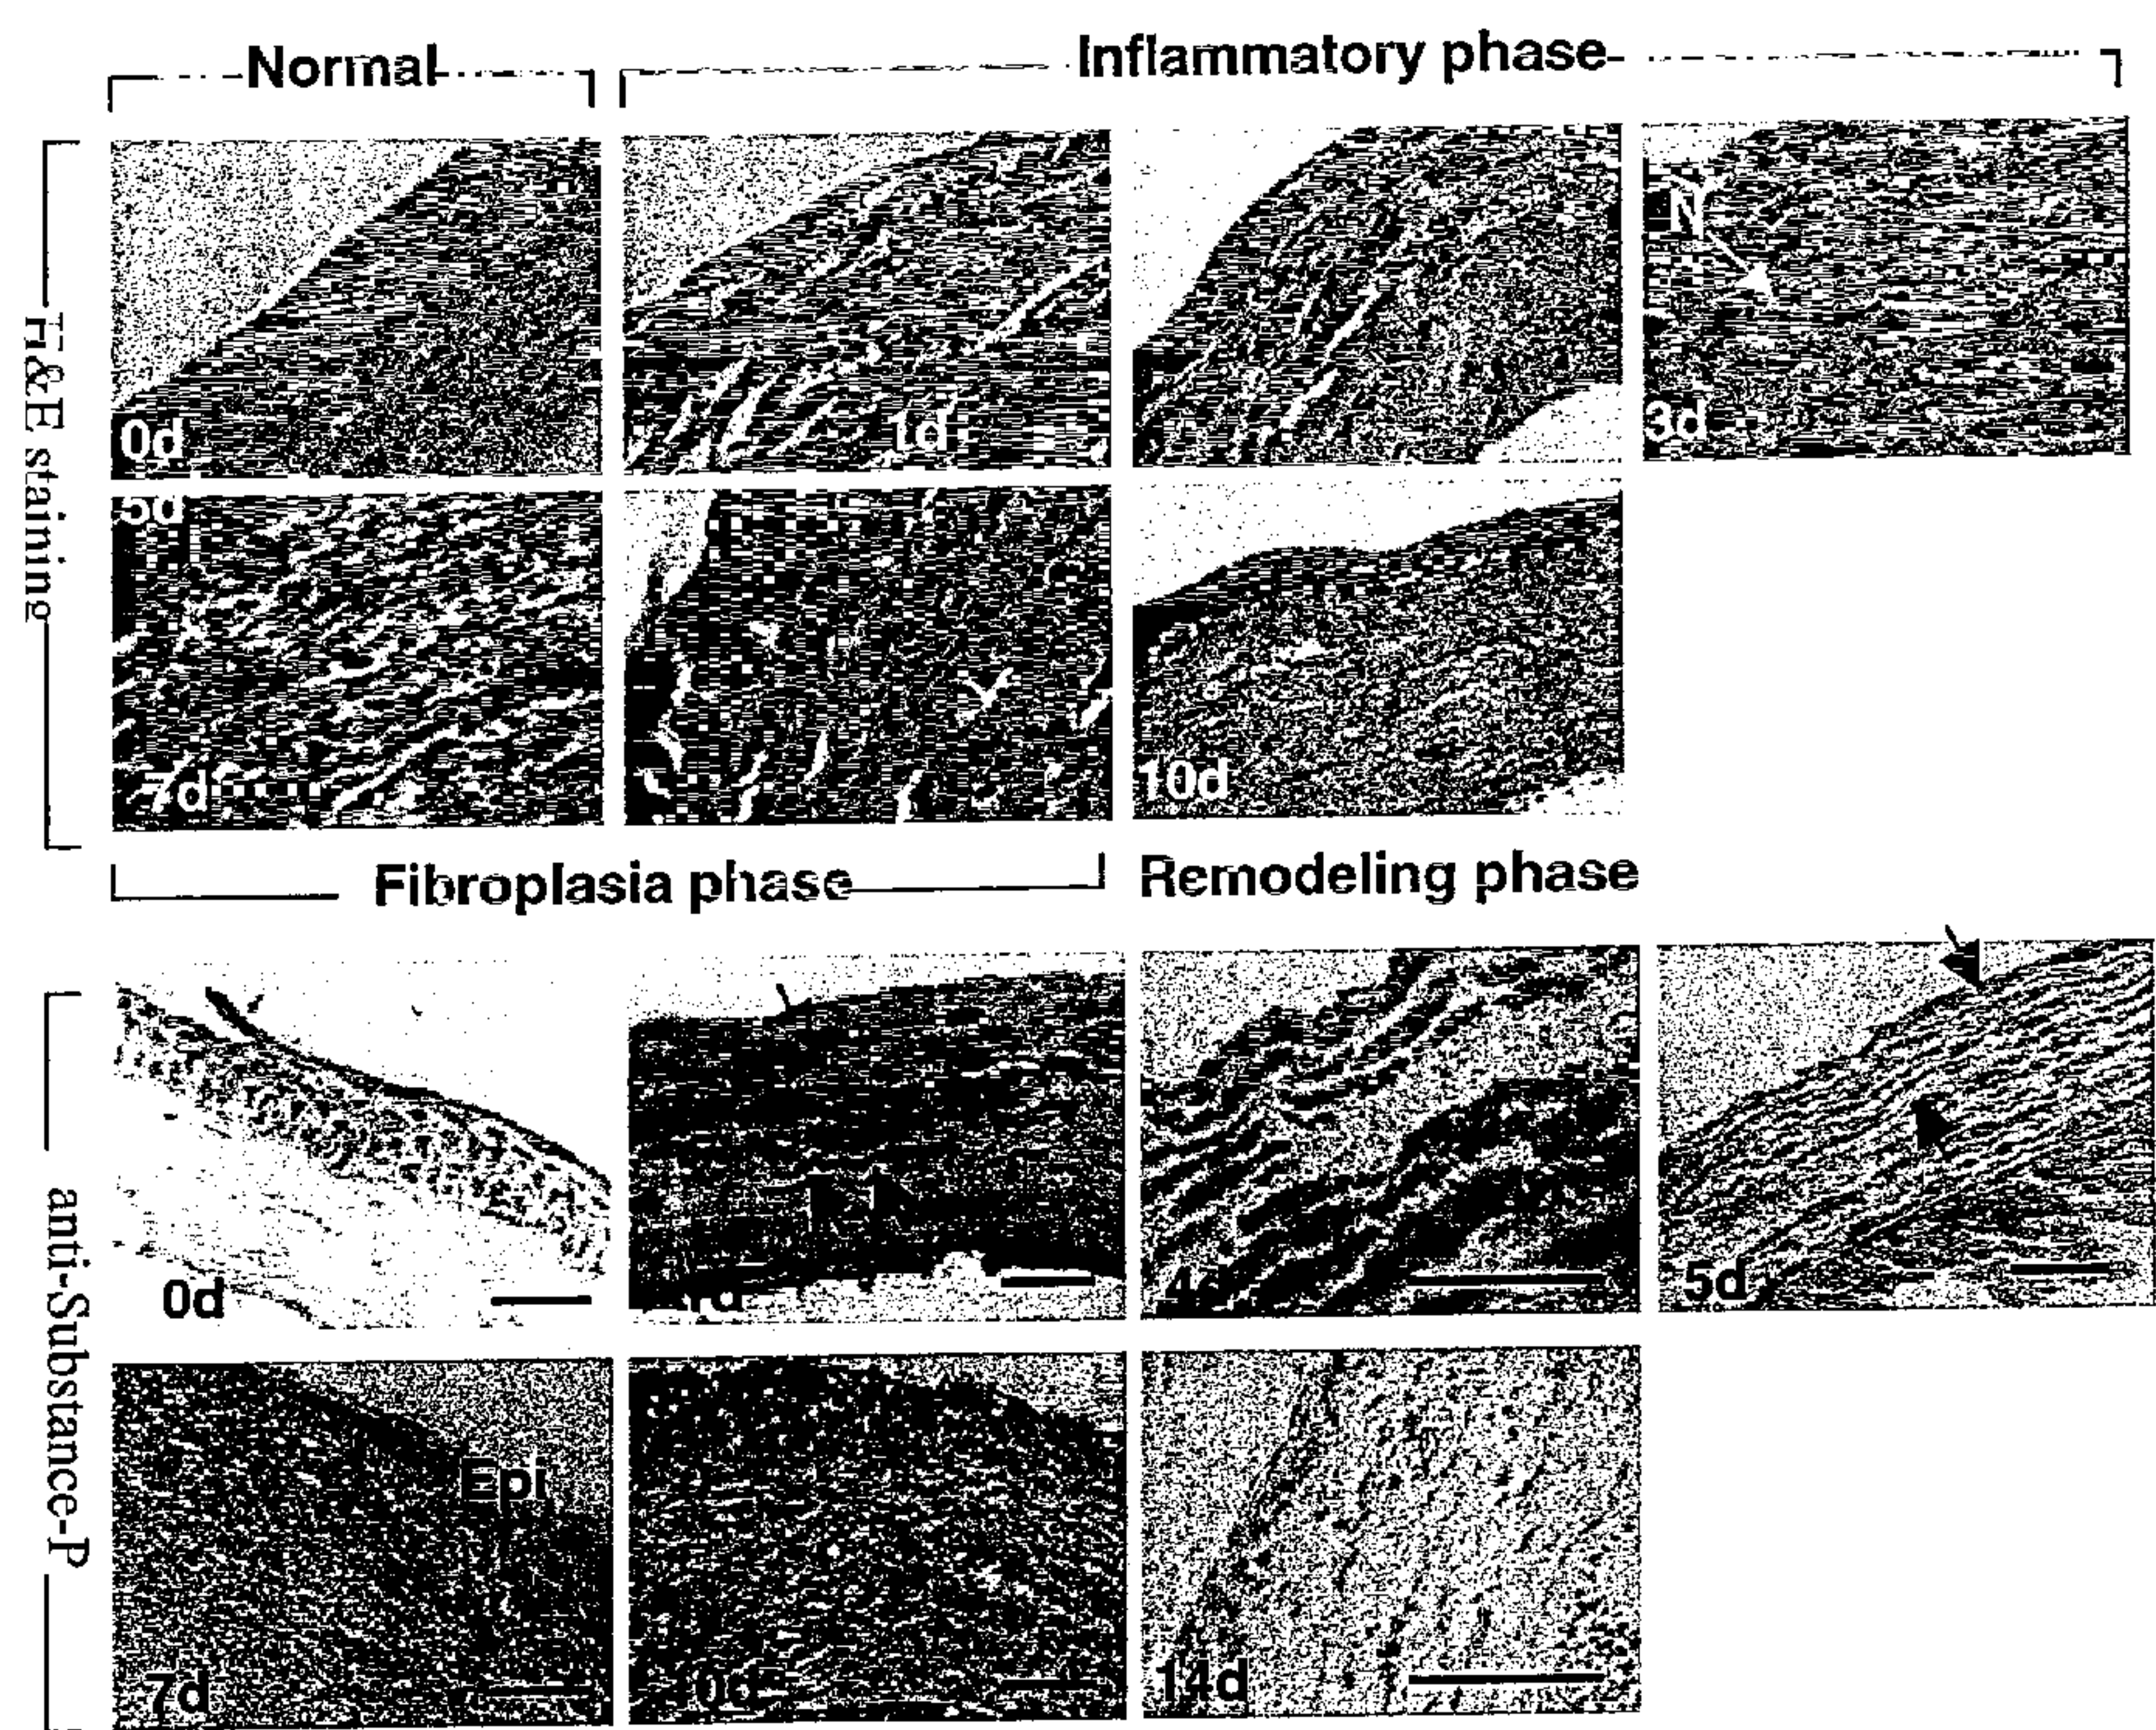 Normal
Inflammatory phase
H&E staining
0d
1d
N
3d
5d
7d
10d
Fibroplasia phase
Remodeling phase
anti-Substance-P
0d
4d
5d
7d
Epi
14d